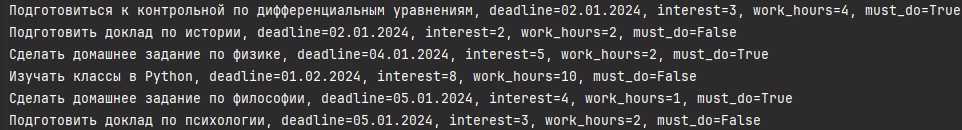 Подготовиться к контрольной по дифференциальным уравнениям, deadline=02.01.2024, interest=3, work_hours=4, must_do=True
Подготовить доклад по истории, deadline=02.01.2024, interest=2, work_hours=2, must_do=False
Сделать домашнее задание по физике, deadline=04.01.2024, interest=5, work_hours=2, must_do=True
Изучать классы в Python, deadline=01.02.2024, interest=8, work_hours=10, must_do=False
Сделать домашнее задание по философии, deadline=05.01.2024, interest=4, work_hours=1, must_do=True
Подготовить доклад по психологии, deadline=05.01.2024, interest=3, work_hours=2, must_do=False